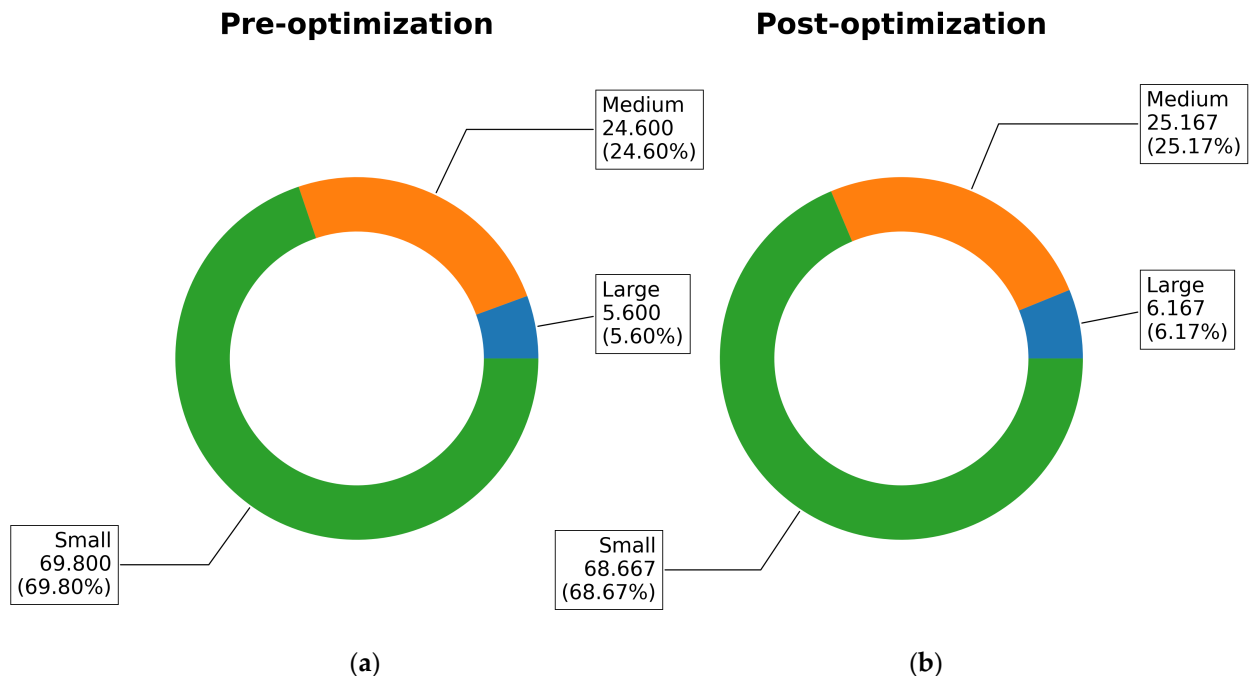 Pre-optimization
Medium
24.600
(24.60%)
Large
5.600
(5.60%)
Small
69.800
(69.80%)
(a)
Post-optimization
Medium
25.167
(25.17%)
Large
6.167
(6.17%)
Small
68.667
(68.67%)
(b)